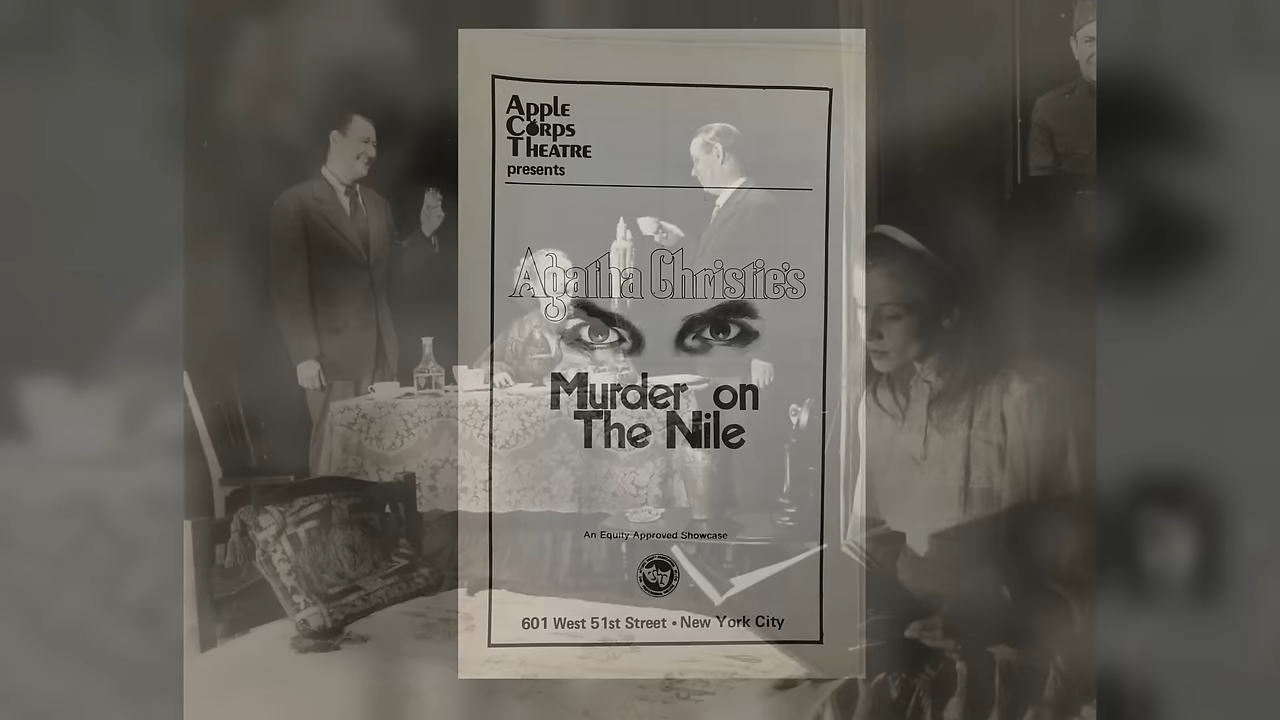 Apple
Corps
Theatre
presents
Agatha Christie's
Murder on
The Nile
An Equity Approved Showcase
601 West 51st Street • New York City